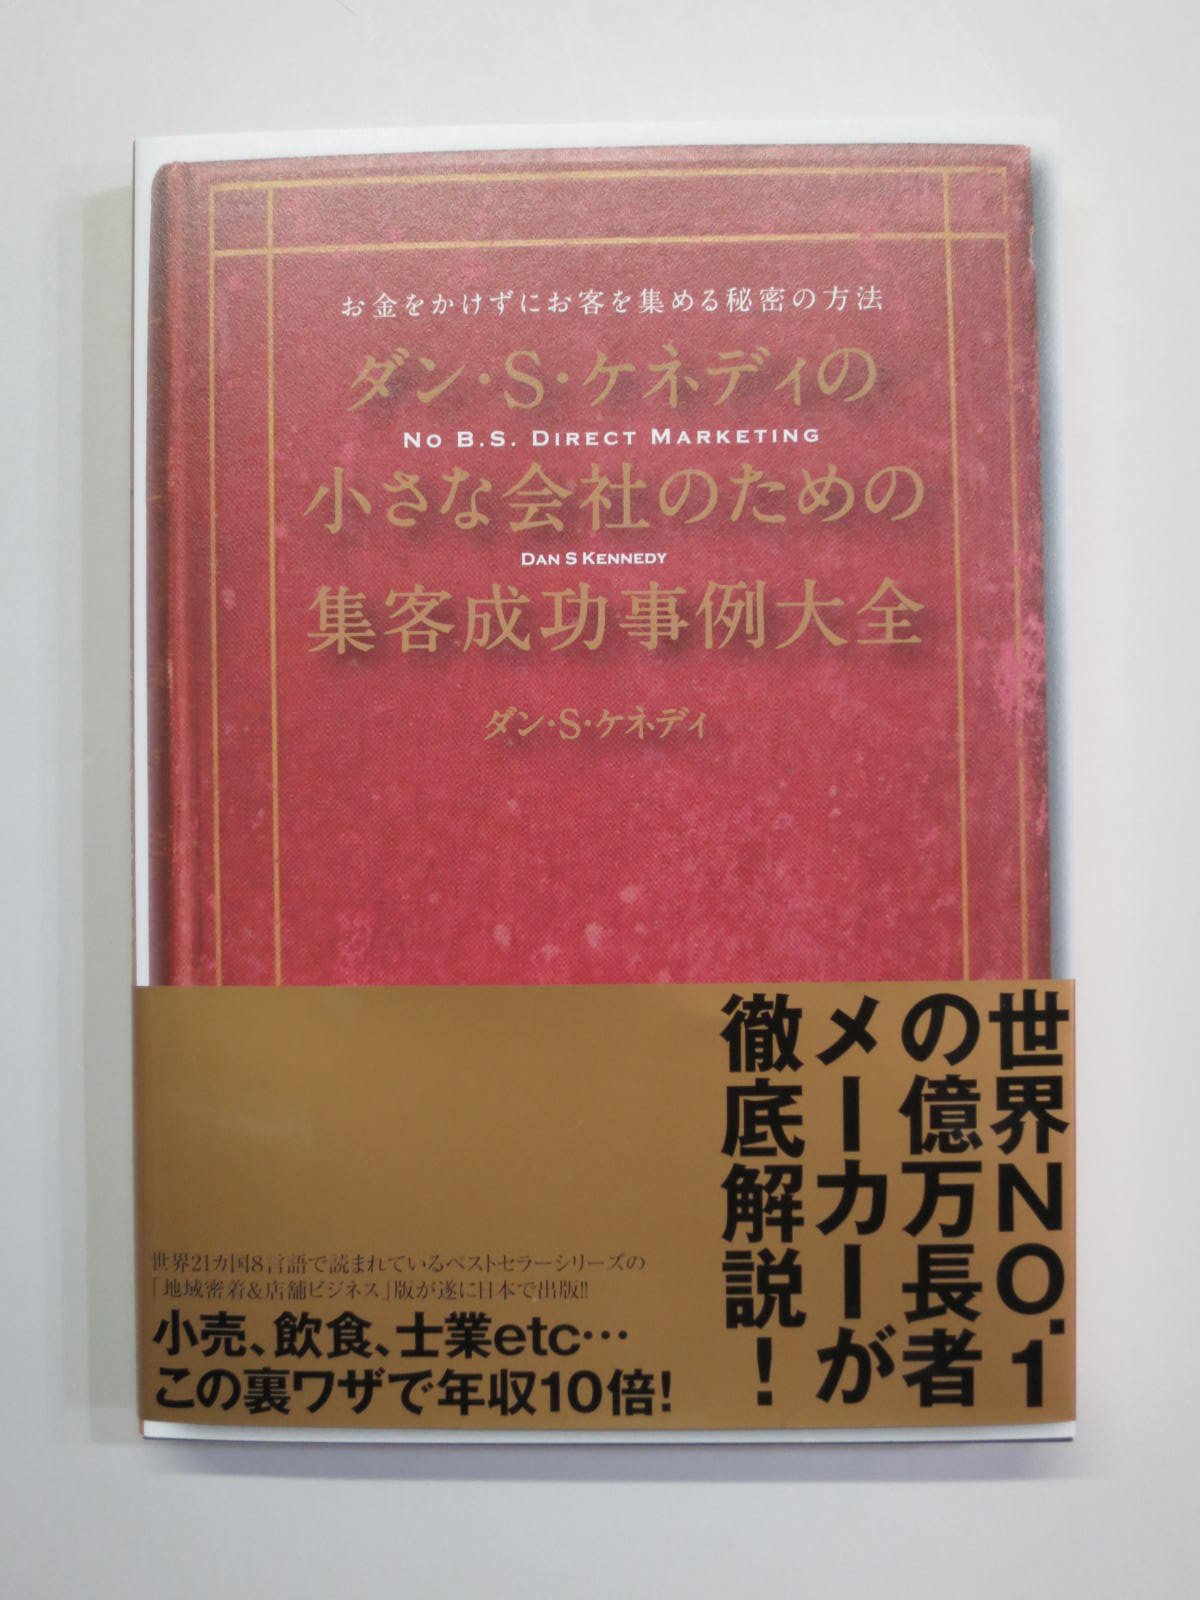 お金をかけずにお客を集める秘密の方法
ダン・S・ケネディの
NO B.S. DIRECT MARKETING
小さな会社のための
DAN S KENNEDY
集客成功事例大全
ダン・S・ケネディ
世界NO.1
の億万長者
メーカーが
徹底解説!
世界21カ国8言語で読まれているベストセラーシリーズの
「地域密着&店舗ビジネス」版が遂に日本で出版!!
小売、飲食、士業etc…
この裏ワザで年収10倍!